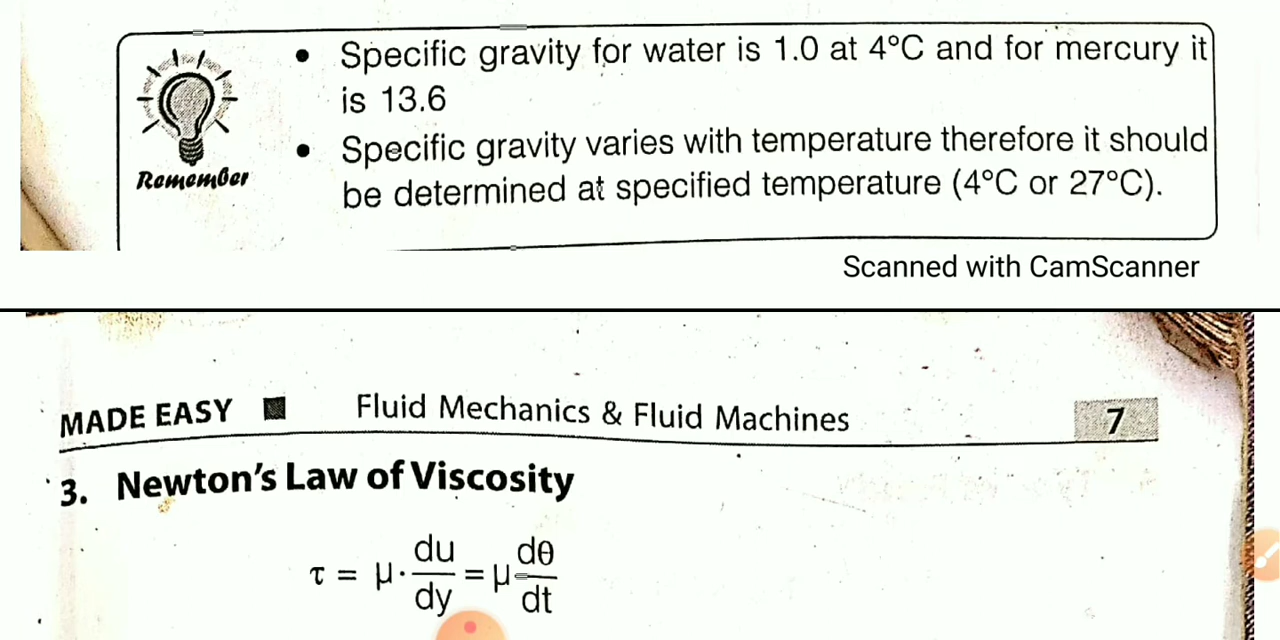 • Specific gravity for water is 1.0 at 4°C and for mercury it
is 13.6
• Specific gravity varies with temperature therefore it should
be determined at specified temperature (4°C or 27°C).
Remember
Scanned with CamScanner
MADE EASY ■ Fluid Mechanics & Fluid Machines 7
3. Newton's Law of Viscosity
τ = μ · du/dy = μ dθ/dt